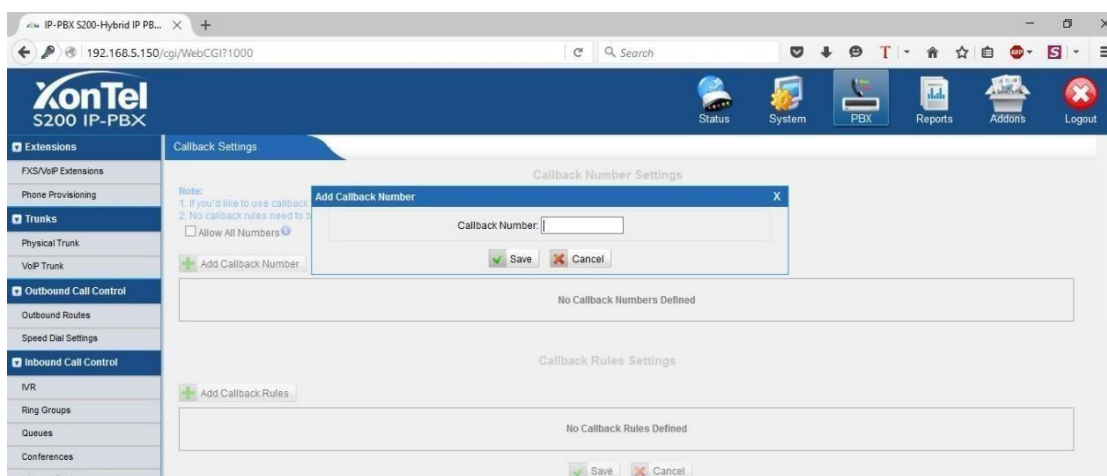 IP-PBX S200-Hybrid IP PB...
192.168.5.150/cgi/WebCGI?1000
Search
XonTel
S200 IP-PBX
Status
System
PBX
Reports
Addons
Logout
Extensions
FXS/VoIP Extensions
Phone Provisioning
Trunks
Physical Trunk
VoIP Trunk
Outbound Call Control
Outbound Routes
Speed Dial Settings
Inbound Call Control
IVR
Ring Groups
Queues
Conferences
Callback Settings
Callback Number Settings
Note:
1. If you'd like to use callback
2. No callback rules need to b
Allow All Numbers
Add Callback Number
Add Callback Number X
Callback Number:
Save Cancel
No Callback Numbers Defined
Callback Rules Settings
Add Callback Rules
No Callback Rules Defined
Save Cancel